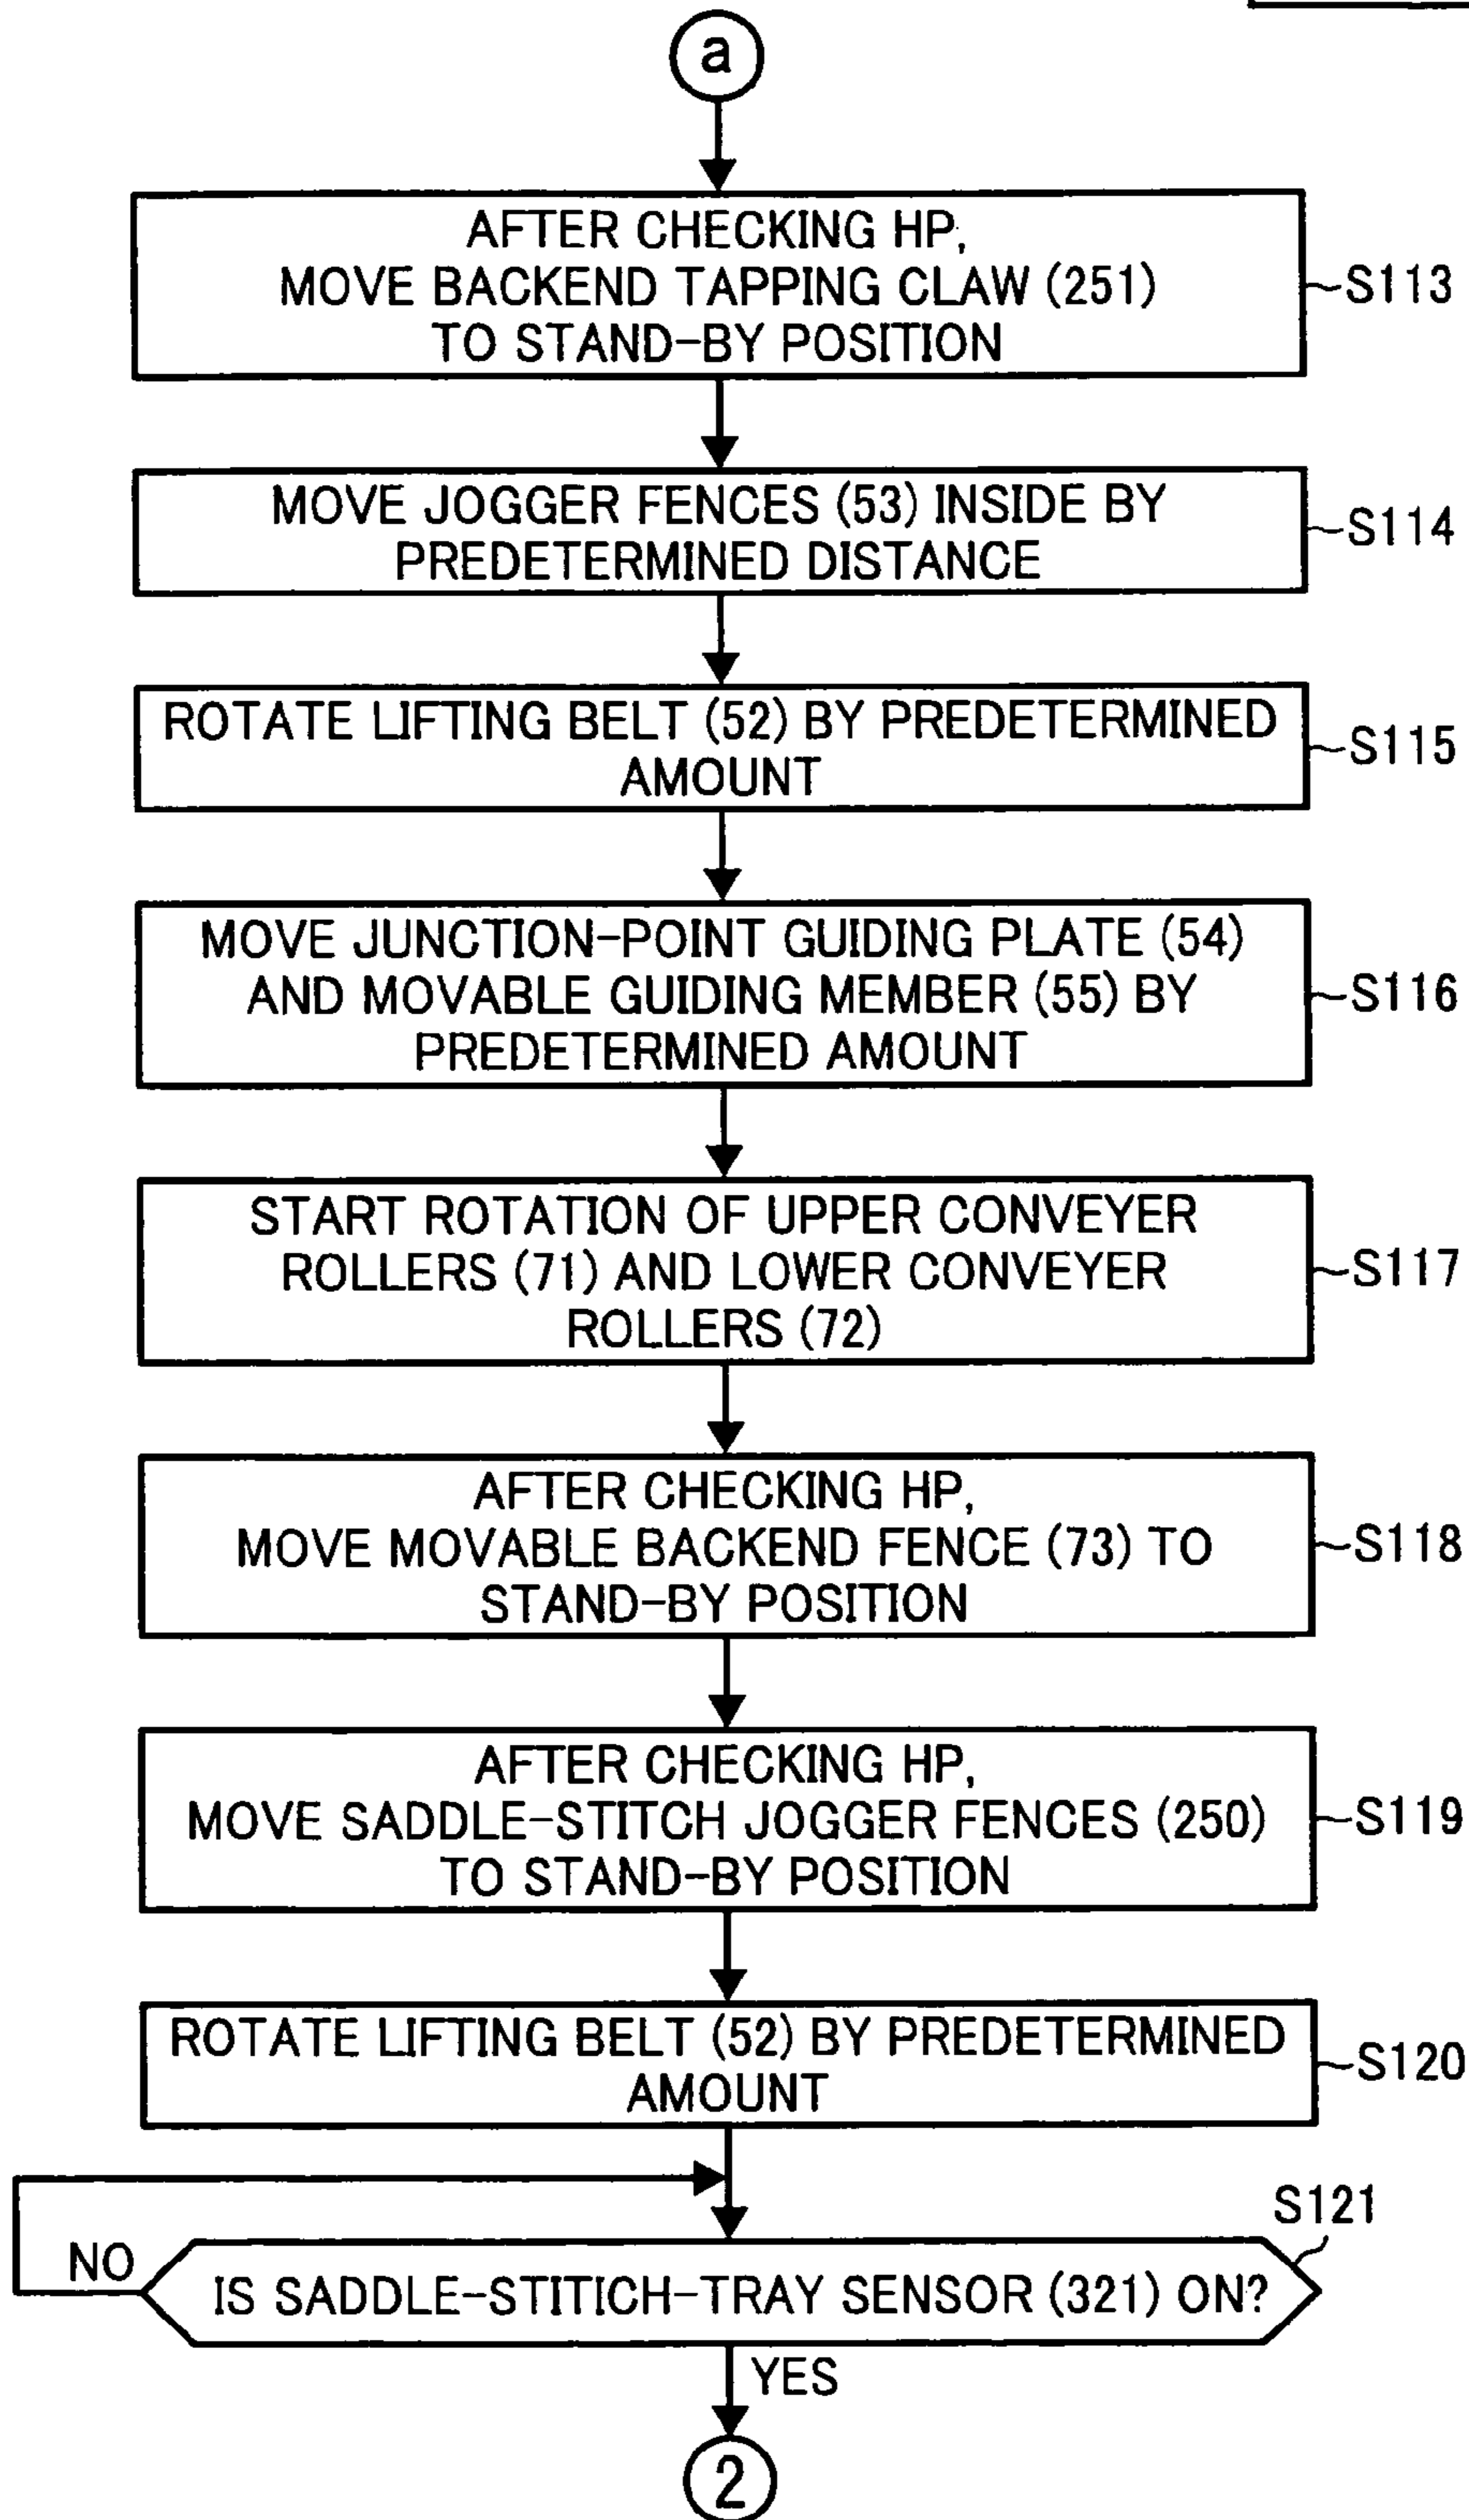 a
AFTER CHECKING HP,
MOVE BACKEND TAPPING CLAW (251)
TO STAND-BY POSITION
S113
MOVE JOGGER FENCES (53) INSIDE BY
PREDETERMINED DISTANCE
S114
ROTATE LIFTING BELT (52) BY PREDETERMINED
AMOUNT
S115
MOVE JUNCTION-POINT GUIDING PLATE (54)
AND MOVABLE GUIDING MEMBER (55) BY
PREDETERMINED AMOUNT
S116
START ROTATION OF UPPER CONVEYER
ROLLERS (71) AND LOWER CONVEYER
ROLLERS (72)
S117
AFTER CHECKING HP,
MOVE MOVABLE BACKEND FENCE (73) TO
STAND-BY POSITION
S118
AFTER CHECKING HP,
MOVE SADDLE-STITCH JOGGER FENCES (250)
TO STAND-BY POSITION
S119
ROTATE LIFTING BELT (52) BY PREDETERMINED
AMOUNT
S120
S121
NO
IS SADDLE-STITICH-TRAY SENSOR (321) ON?
YES
2